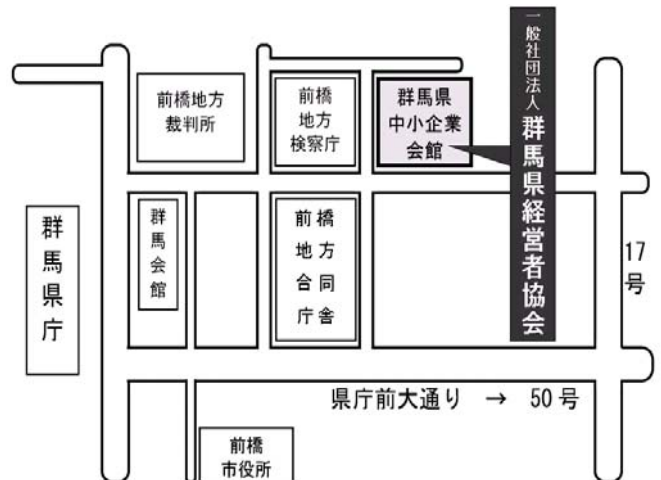 前橋地方
裁判所
前橋
地方
検察庁
群馬県
中小企業
会館
一般社団法人 群馬県経営者協会
群馬県庁
群馬会館
前橋
地方
合同
庁舎
17
号
県庁前大通り → 50号
前橋
市役所